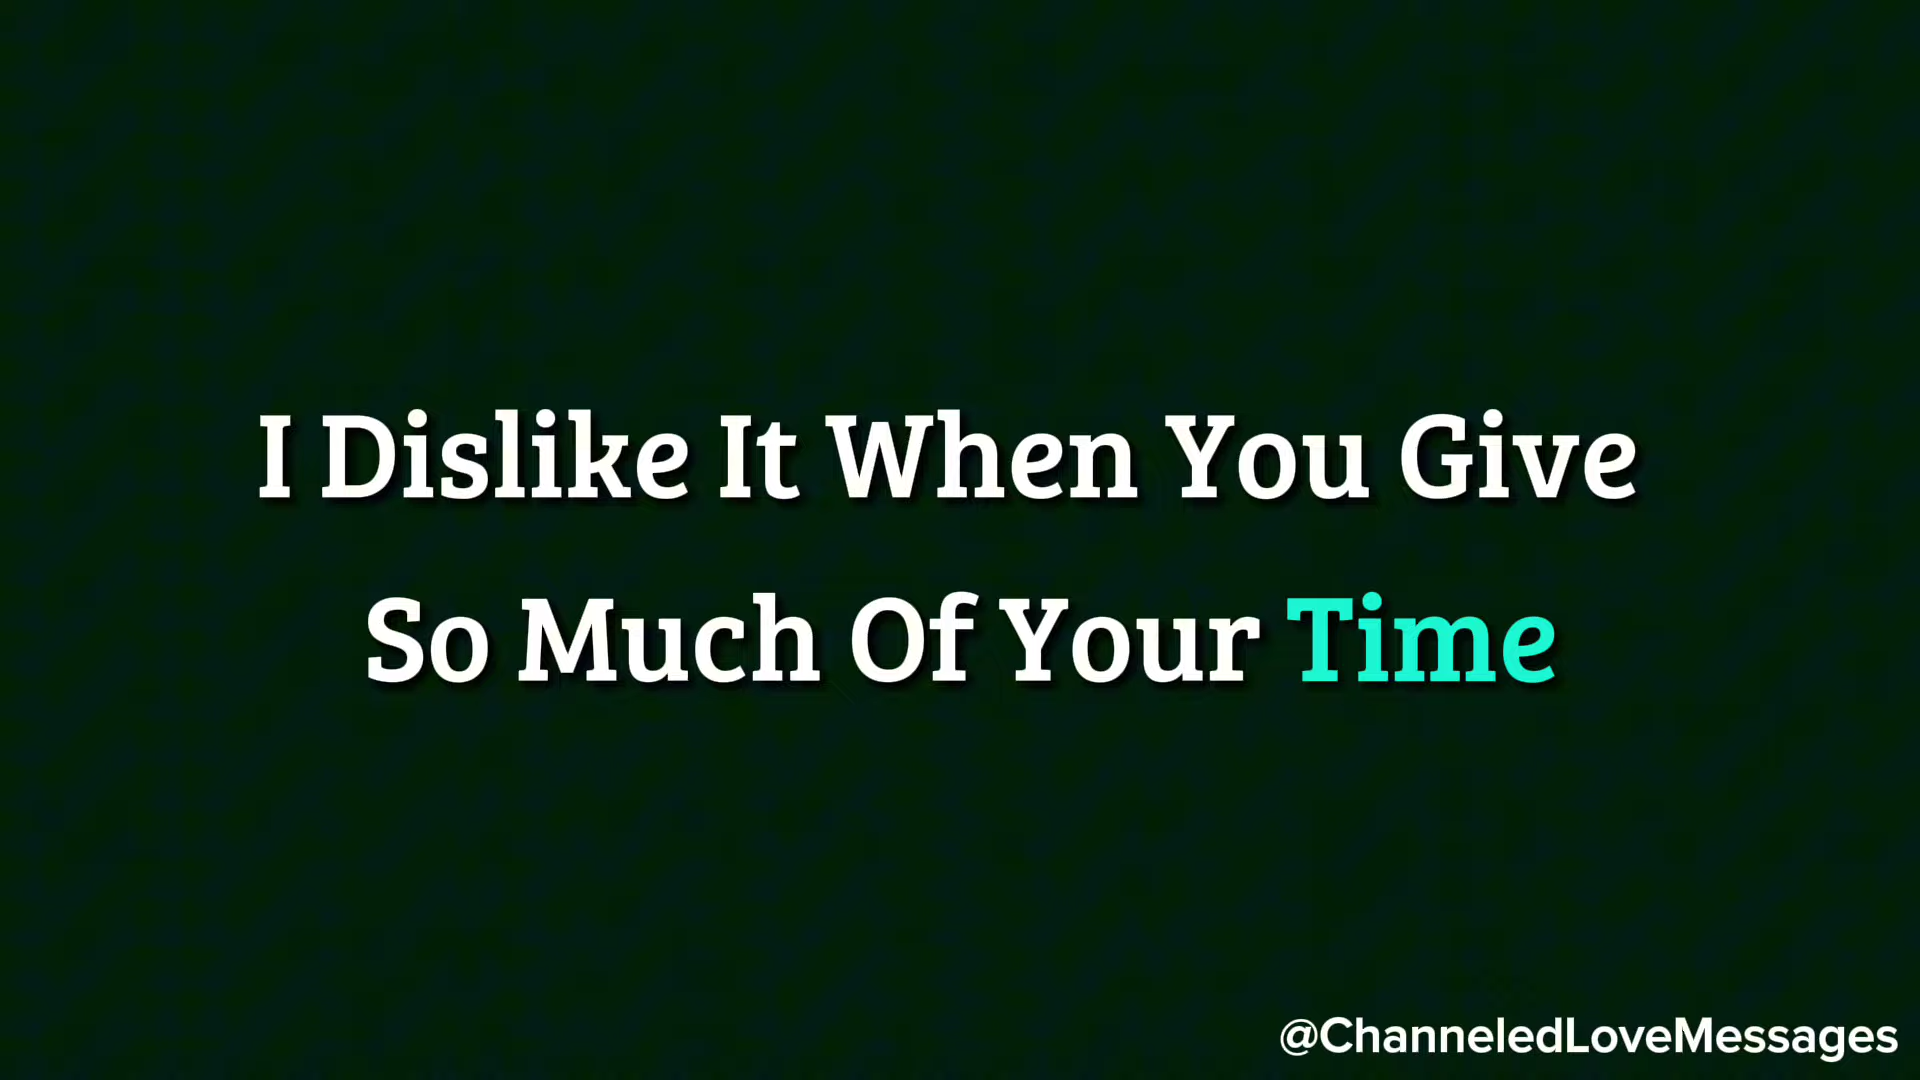 I Dislike It When You Give
So Much Of Your Time
@ChanneledLoveMessages